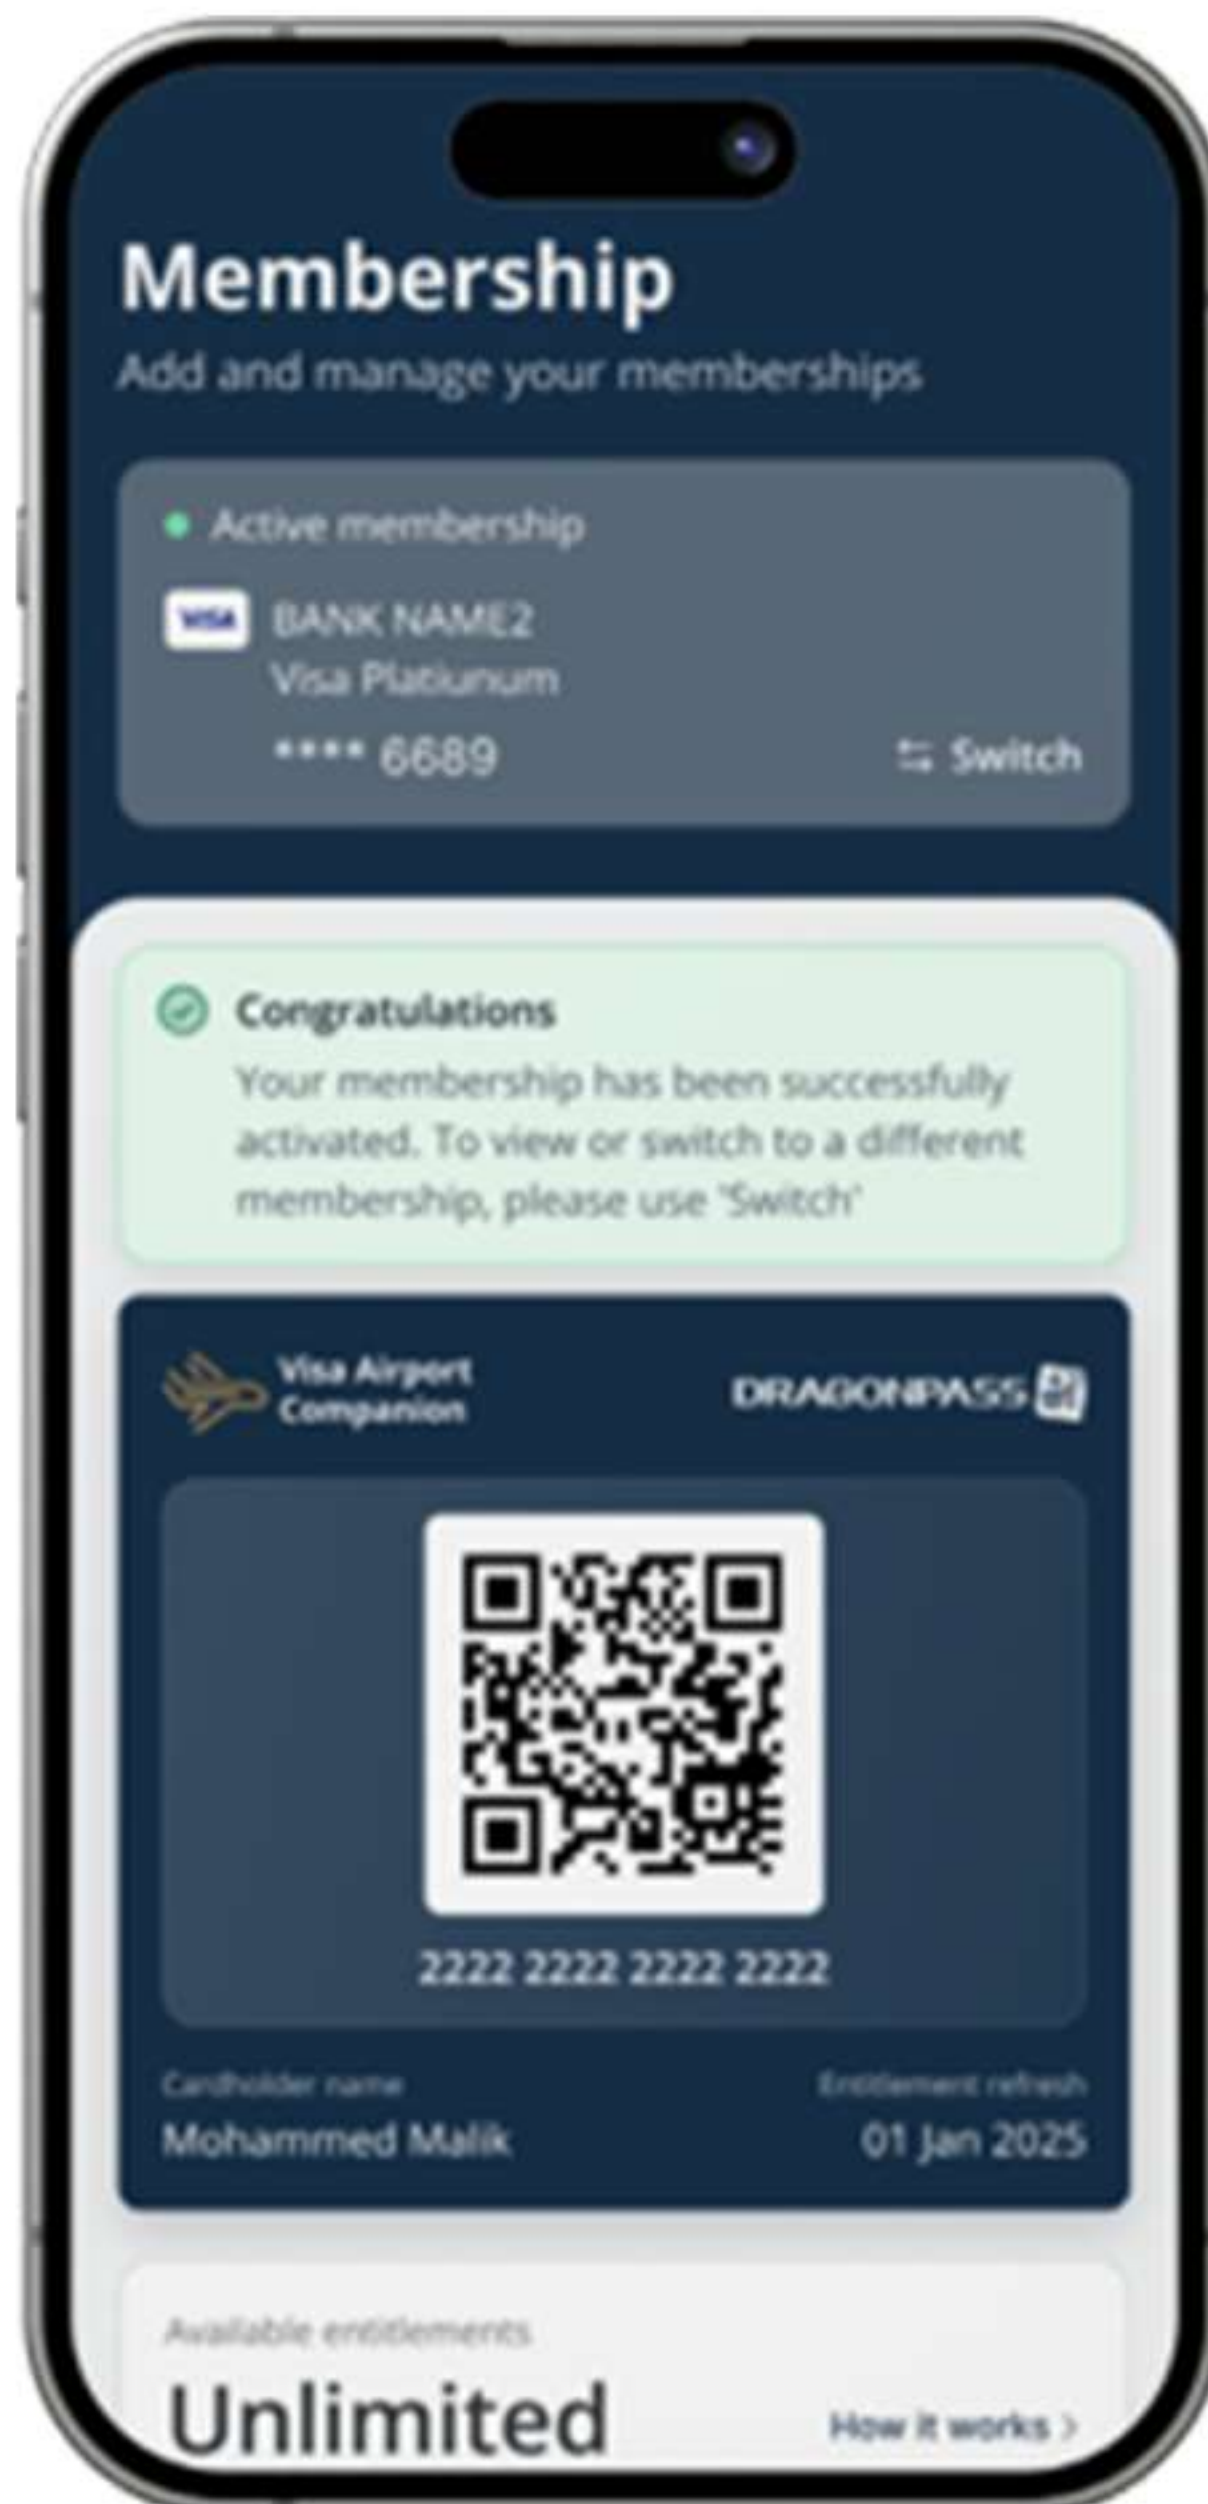 Membership
Add and manage your memberships
Active membership
VISA
BANK NAME2
Visa Platiunum
**** 6689
Switch
Congratulations
Your membership has been successfully
activated. To view or switch to a different
membership, please use 'Switch'
Visa Airport
Companion
DRAGONPASS
2222 2222 2222 2222
Cardholder name
Entitlement refresh
Mohammed Malik
01 Jan 2025
Available entitlements
Unlimited
How it works >